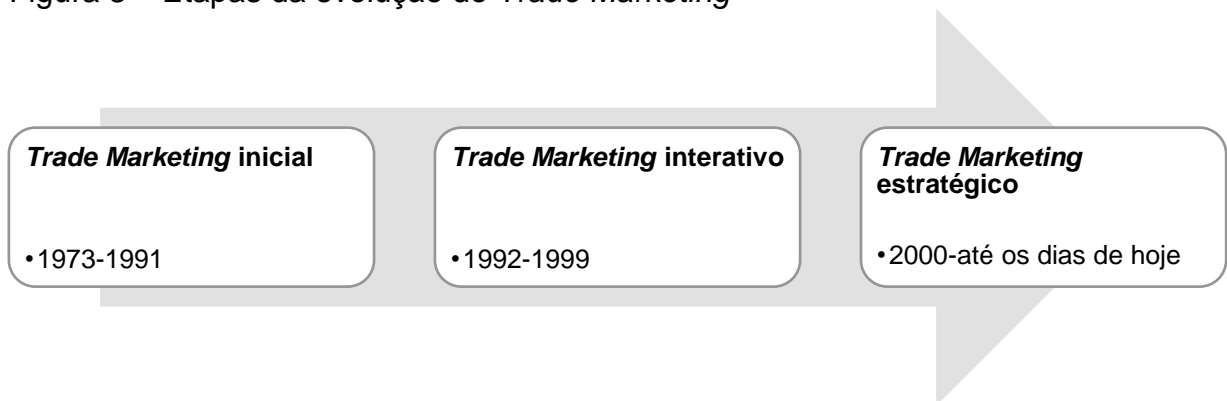 Trade Marketing inicial
•1973-1991
Trade Marketing interativo
•1992-1999
Trade Marketing
estratégico
•2000-até os dias de hoje